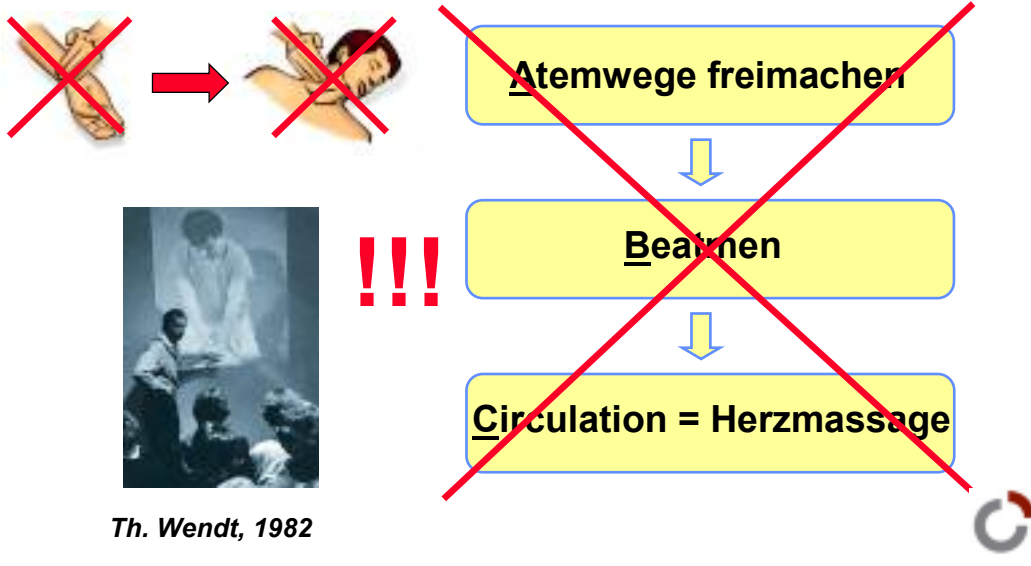 Atemwege freimachen
Beatmen
!!!
Circulation = Herzmassage
Th. Wendt, 1982